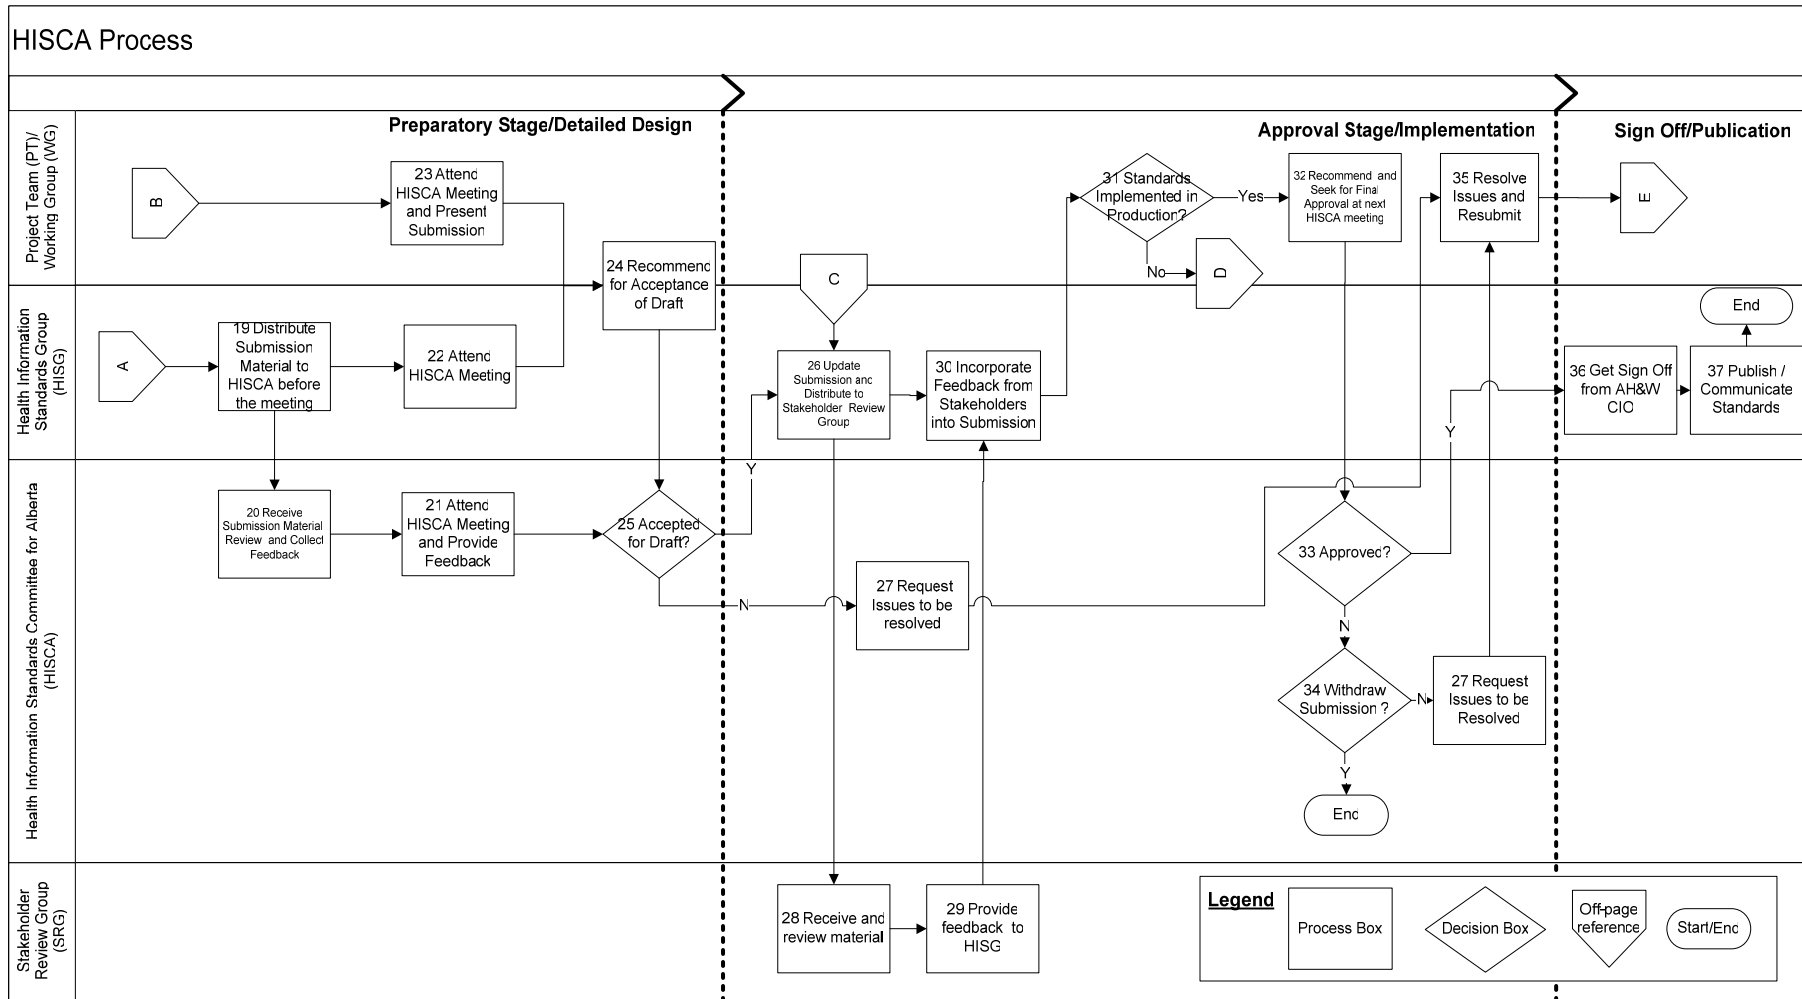 HISCA Process
Preparatory Stage/Detailed Design
Approval Stage/Implementation
Sign Off/Publication
Project Team (PT)/
Working Group (WG)
B
23 Attend
HISCA Meeting
and Present
Submission
24 Recommend
for Acceptance
of Draft
C
31 Standards
Implemented in
Production?
Yes
No
D
32 Recommend and
Seek for Final
Approval at next
HISCA meeting
35 Resolve
Issues and
Resubmit
E
Health Information
Standards Group
(HISG)
A
19 Distribute
Submission
Material to
HISCA before
the meeting
22 Attend
HISCA Meeting
26 Update
Submission and
Distribute to
Stakeholder Review
Group
30 Incorporate
Feedback from
Stakeholders
into Submission
Y
End
36 Get Sign Off
from AH&W
CIO
37 Publish /
Communicate
Standards
Health Information Standards Committee for Alberta
(HISCA)
20 Receive
Submission Material
Review and Collect
Feedback
21 Attend
HISCA Meeting
and Provide
Feedback
25 Accepted
for Draft?
Y
N
27 Request
Issues to be
resolved
33 Approved?
N
34 Withdraw
Submission ?
N
27 Request
Issues to be
Resolved
Y
End
Stakeholder
Review Group
(SRG)
28 Receive and
review material
29 Provide
feedback to
HISG
Legend
Process Box
Decision Box
Off-page
reference
Start/End